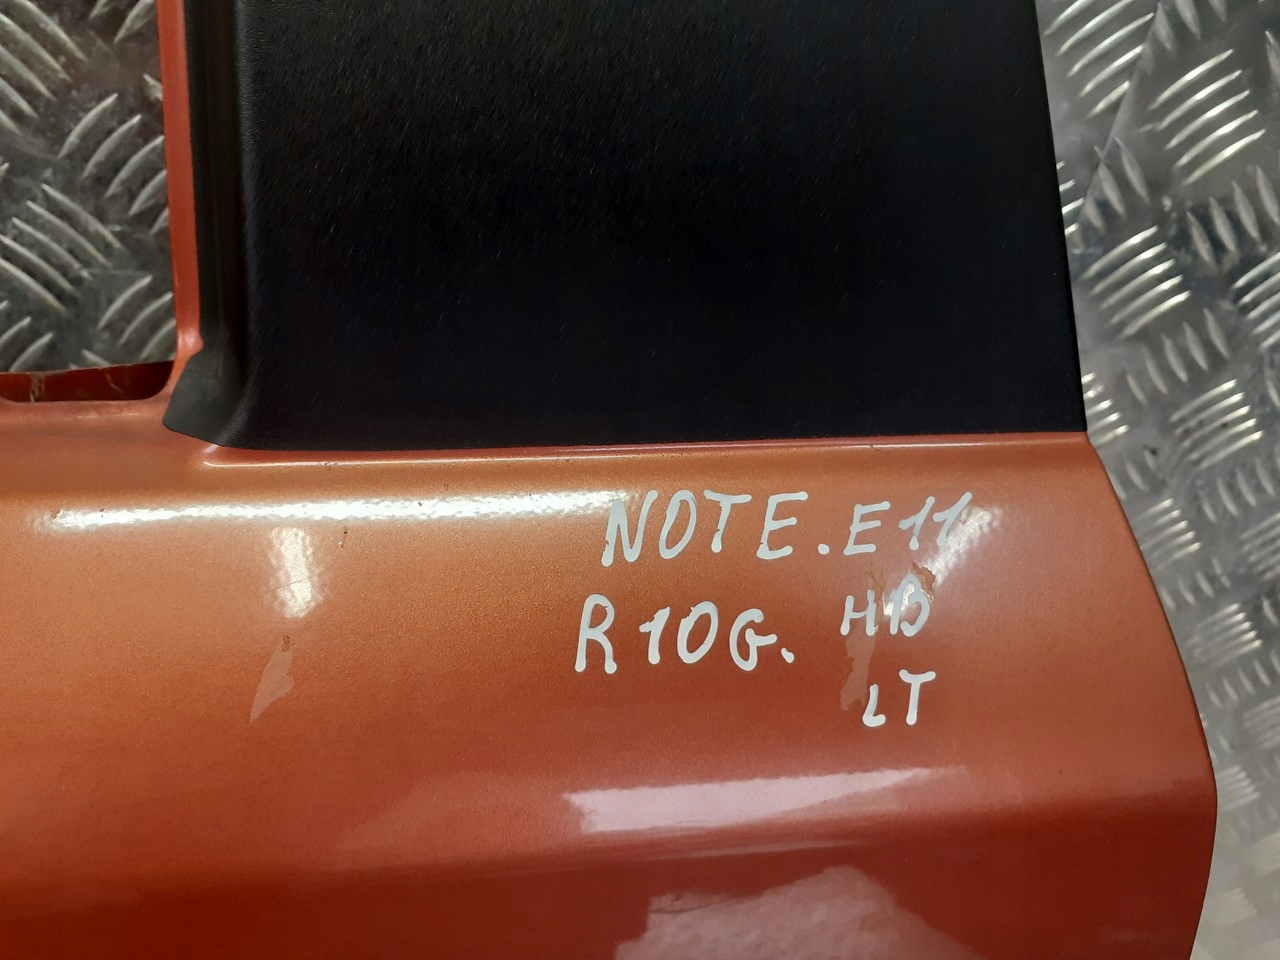 NOTE. E11
R10G. HB
LT